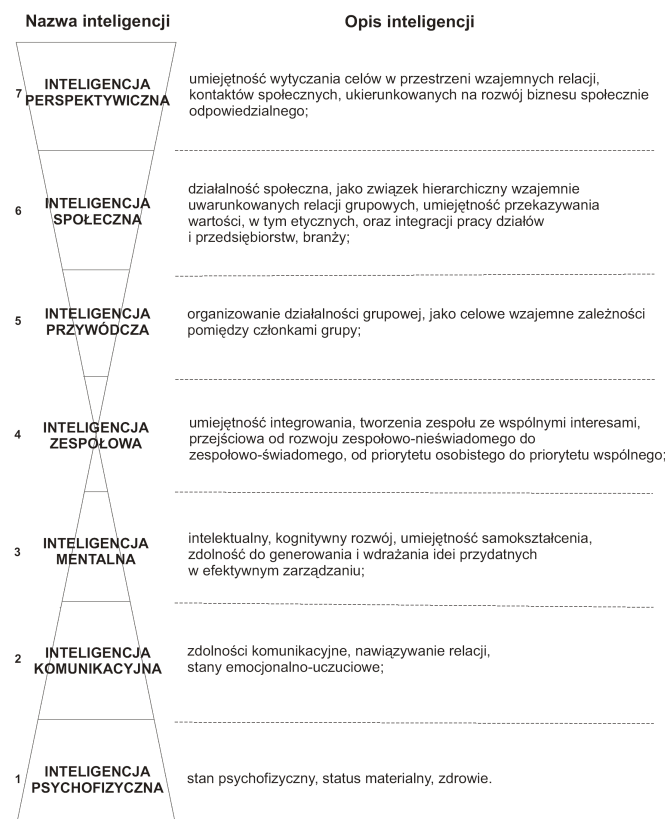 Nazwa inteligencji
Opis inteligencji
7
INTELIGENCJA
PERSPEKTYWICZNA
umiejętność wytyczania celów w przestrzeni wzajemnych relacji,
kontaktów społecznych, ukierunkowanych na rozwój biznesu społecznie
odpowiedzialnego;
6
INTELIGENCJA
SPOŁECZNA
działalność społeczna, jako związek hierarchiczny wzajemnie
uwarunkowanych relacji grupowych, umiejętność przekazywania
wartości, w tym etycznych, oraz integracji pracy działów
i przedsiębiorstw, branży;
5
INTELIGENCJA
PRZYWÓDCZA
organizowanie działalności grupowej, jako celowe wzajemne zależności
pomiędzy członkami grupy;
4
INTELIGENCJA
ZESPOŁOWA
umiejętność integrowania, tworzenia zespołu ze wspólnymi interesami,
przejściowa od rozwoju zespołowo-nieświadomego do
zespołowo-świadomego, od priorytetu osobistego do priorytetu wspólnego;
3
INTELIGENCJA
MENTALNA
intelektualny, kognitywny rozwój, umiejętność samokształcenia,
zdolność do generowania i wdrażania idei przydatnych
w efektywnym zarządzaniu;
2
INTELIGENCJA
KOMUNIKACYJNA
zdolności komunikacyjne, nawiązywanie relacji,
stany emocjonalno-uczuciowe;
1
INTELIGENCJA
PSYCHOFIZYCZNA
stan psychofizyczny, status materialny, zdrowie.